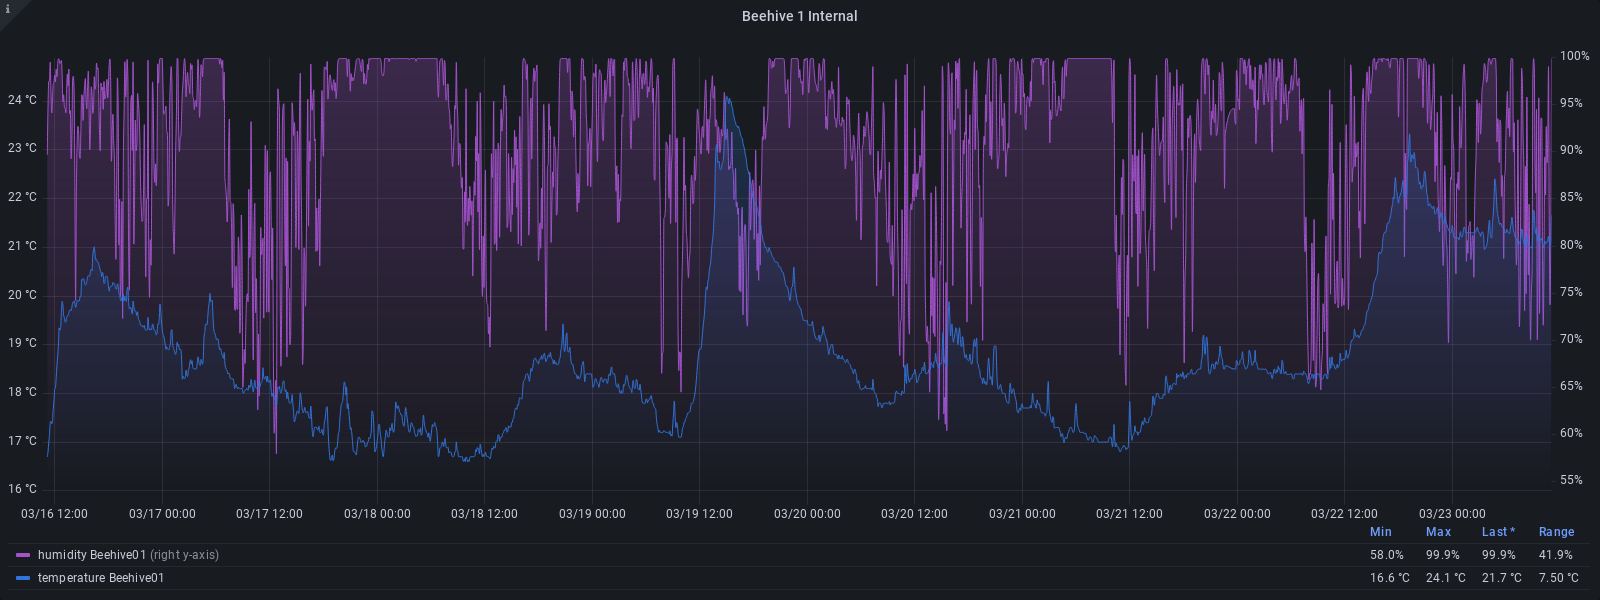 i
Beehive 1 Internal
100%
24 °C
95%
23 °C
90%
22 °C
85%
21 °C
80%
20 °C
75%
19 °C
70%
18 °C
65%
17 °C
60%
16 °C
55%
03/16 12:00 03/17 00:00 03/17 12:00 03/18 00:00 03/18 12:00 03/19 00:00 03/19 12:00 03/20 00:00 03/20 12:00 03/21 00:00 03/21 12:00 03/22 00:00 03/22 12:00 03/23 00:00
Min Max Last * Range
humidity Beehive01 (right y-axis) 58.0% 99.9% 99.9% 41.9%
temperature Beehive01 16.6 °C 24.1 °C 21.7 °C 7.50 °C